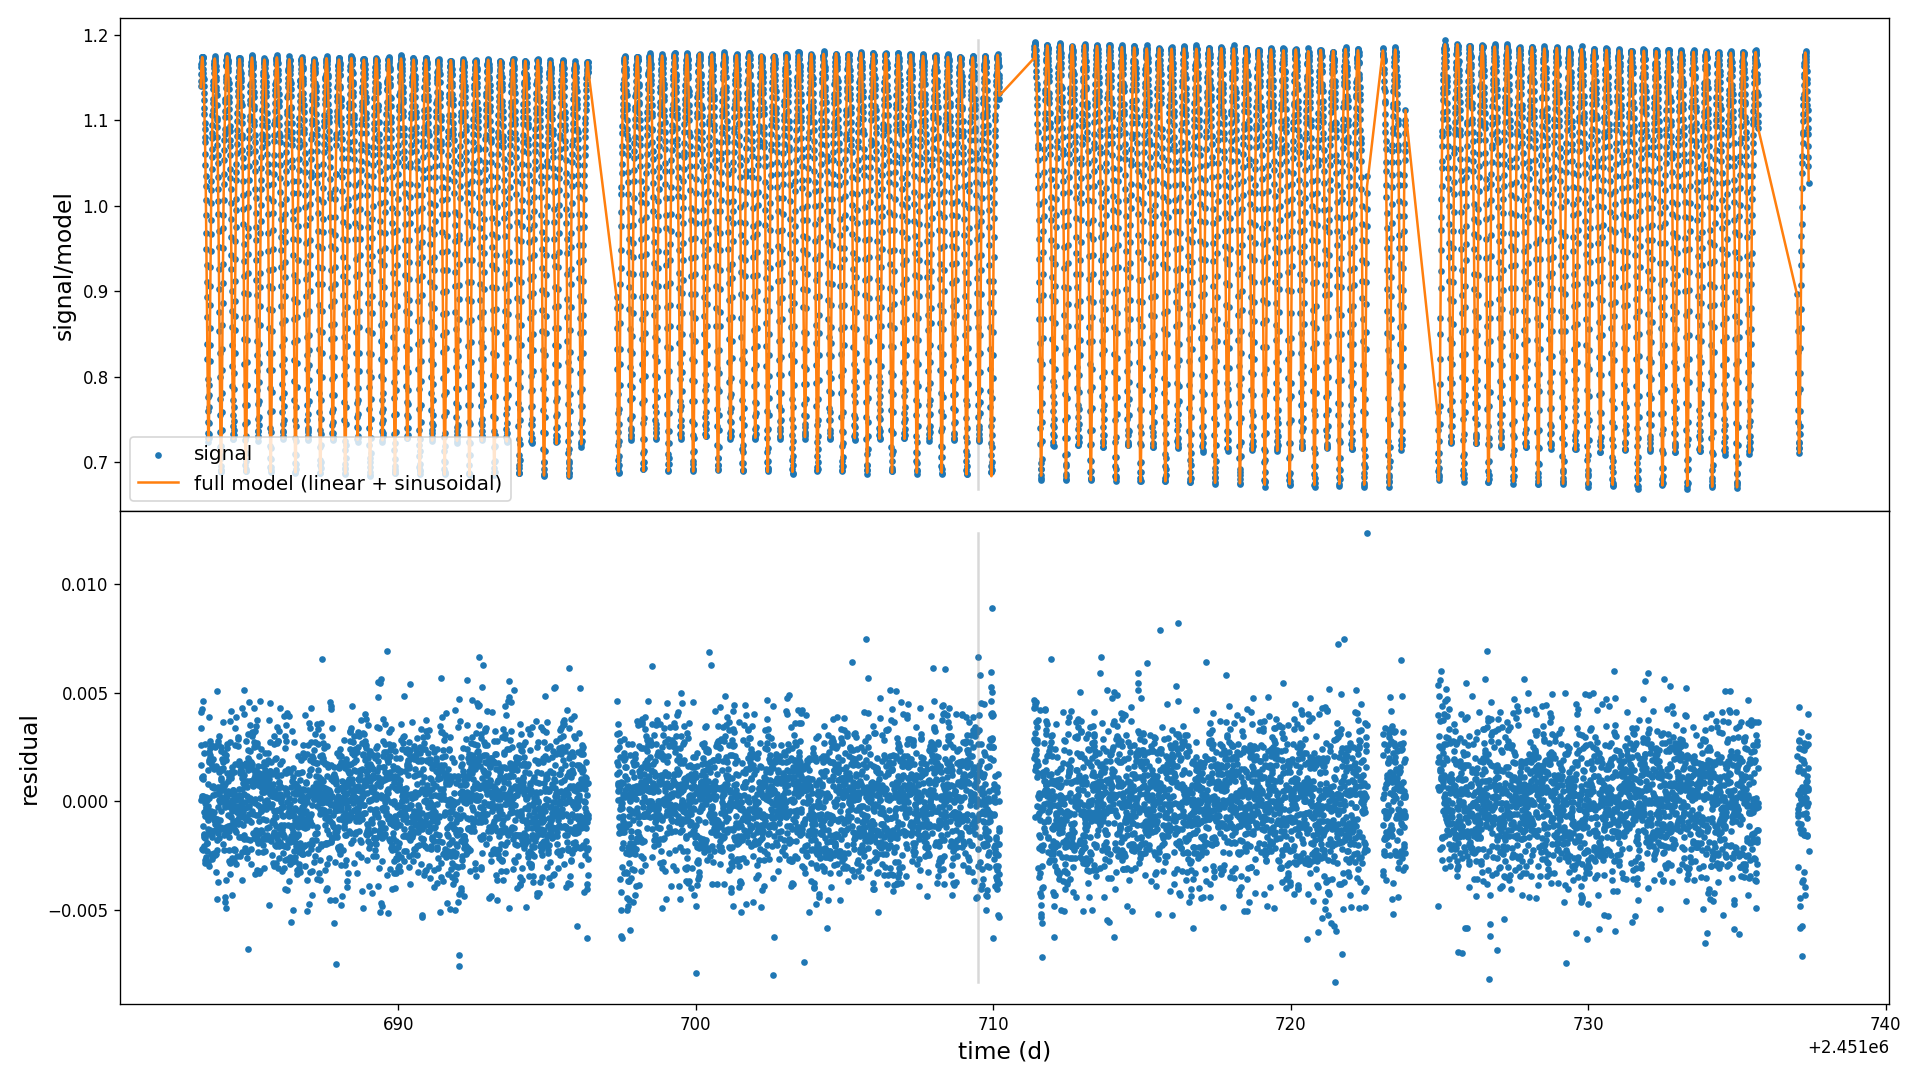 1.2
1.1
1.0
0.9
0.8
0.7
signal/model
signal
full model (linear + sinusoidal)
0.010
0.005
0.000
−0.005
residual
690 700 710 720 730 740
time (d)
+2.451e6